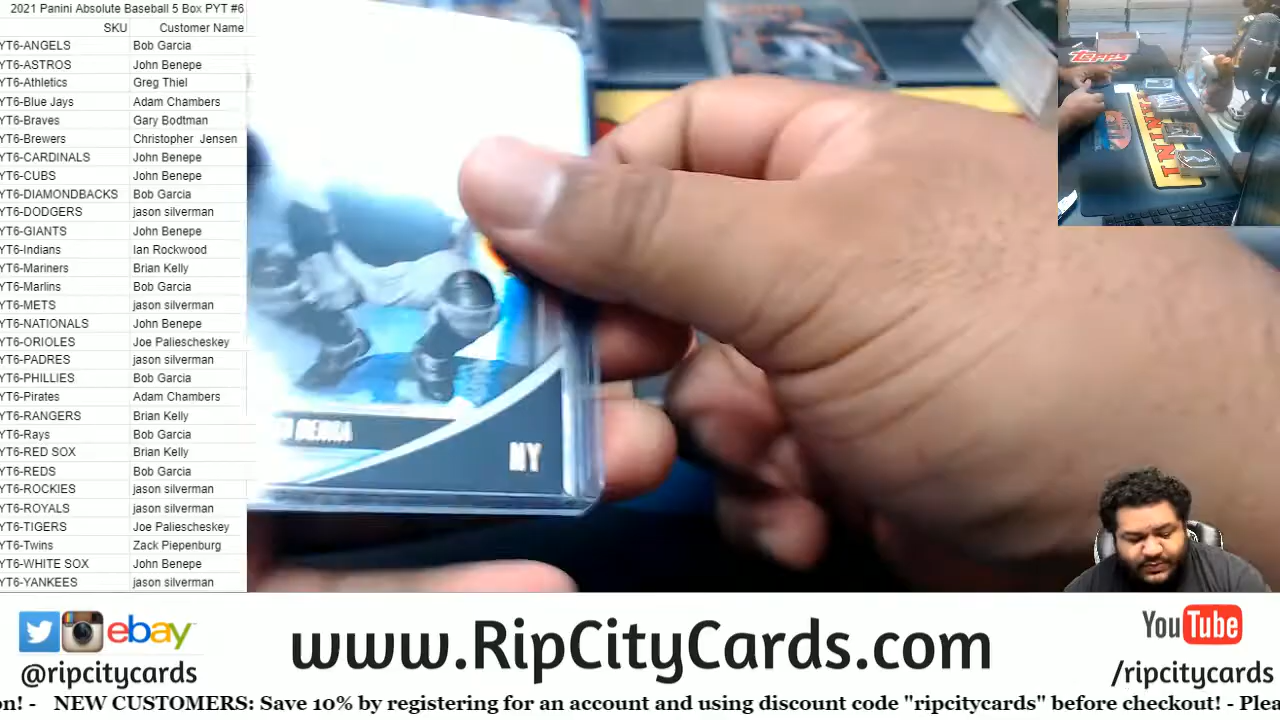 2021 Panini Absolute Baseball 5 Box PYT #6
SKU Customer Name
YT6-ANGELS Bob Garcia
YT6-ASTROS John Benepe
YT6-Athletics Greg Thiel
YT6-Blue Jays Adam Chambers
YT6-Braves Gary Bodtman
YT6-Brewers Christopher Jensen
YT6-CARDINALS John Benepe
YT6-CUBS John Benepe
YT6-DIAMONDBACKS Bob Garcia
YT6-DODGERS jason silverman
YT6-GIANTS John Benepe
YT6-Indians Ian Rockwood
YT6-Mariners Brian Kelly
YT6-Marlins Bob Garcia
YT6-METS jason silverman
YT6-NATIONALS John Benepe
YT6-ORIOLES Joe Paliescheskey
YT6-PADRES jason silverman
YT6-PHILLIES Bob Garcia
YT6-Pirates Adam Chambers
YT6-RANGERS Brian Kelly
YT6-Rays Bob Garcia
YT6-RED SOX Brian Kelly
YT6-REDS Bob Garcia
YT6-ROCKIES jason silverman
YT6-ROYALS jason silverman
YT6-TIGERS Joe Paliescheskey
YT6-Twins Zack Piepenburg
YT6-WHITE SOX John Benepe
YT6-YANKEES jason silverman
NY
TOPPS
ebay
@ripcitycards
www.RipCityCards.com
YouTube
/ripcitycards
on! - NEW CUSTOMERS: Save 10% by registering for an account and using discount code "ripcitycards" before checkout! - Plea